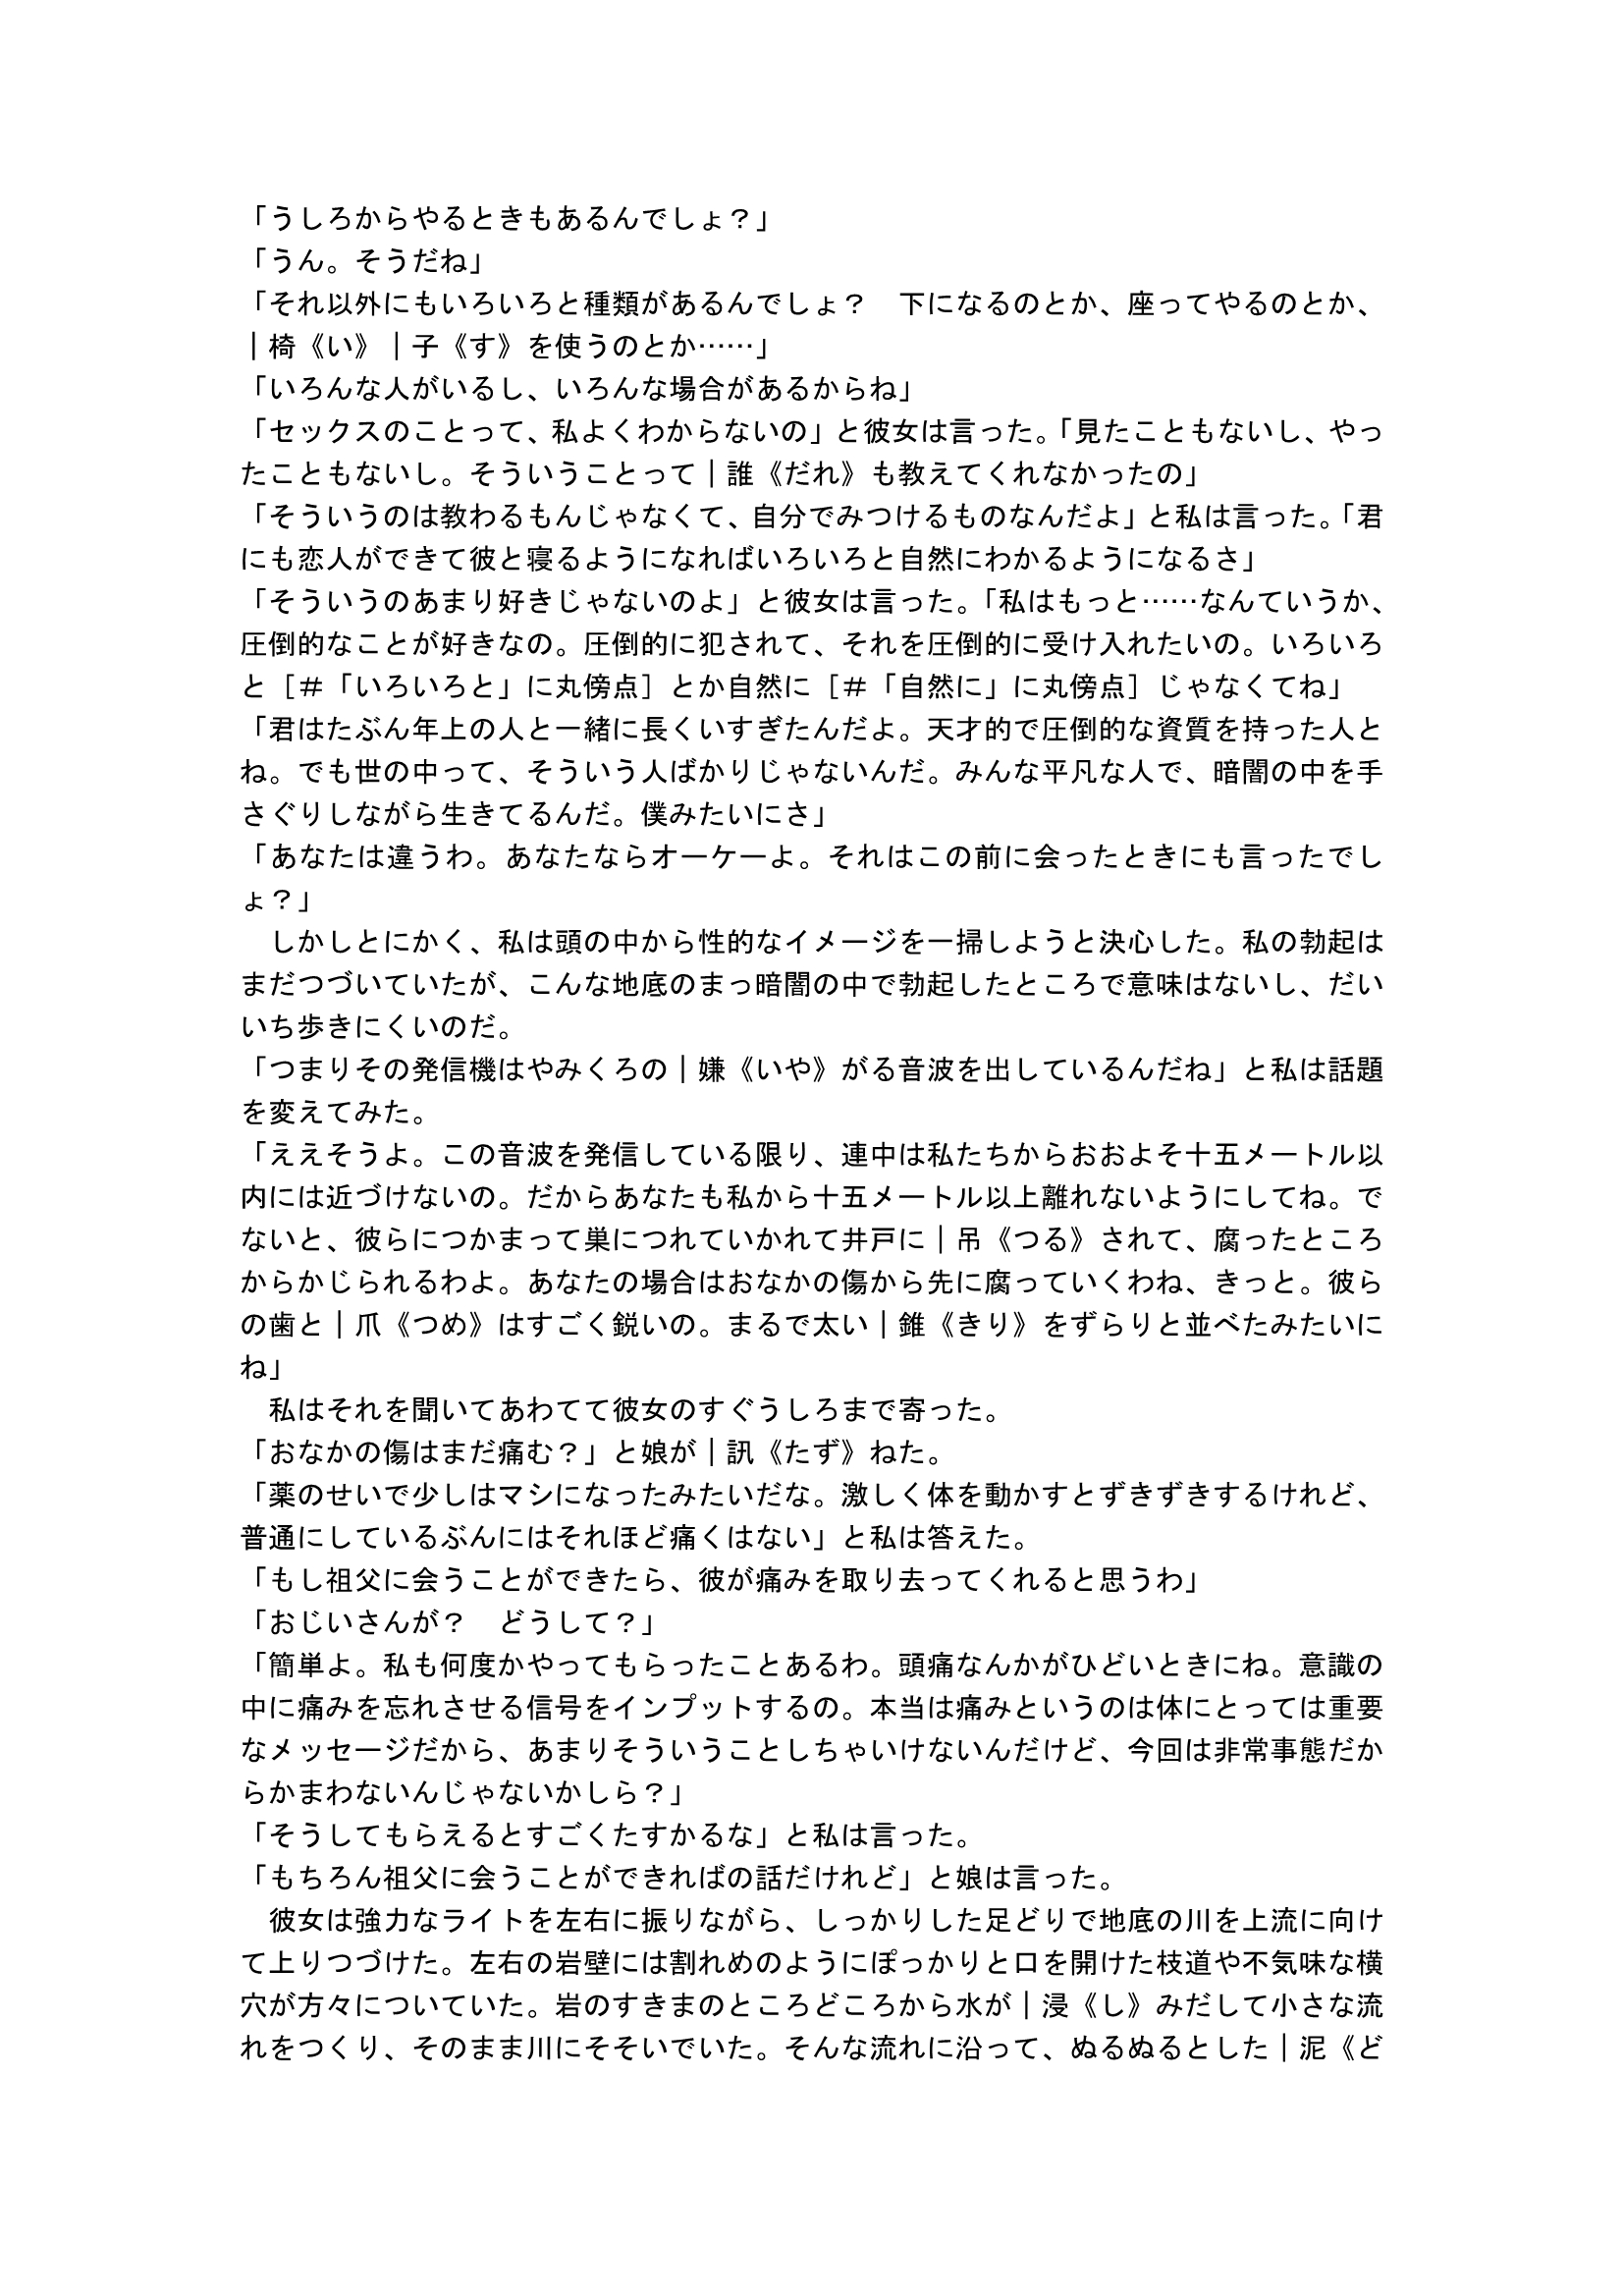 「うしろからやるときもあるんでしょ？」
「うん。そうだね」
「それ以外にもいろいろと種類があるんでしょ？　下になるのとか、座ってやるのとか、
｜椅《い》｜子《す》を使うのとか……」
「いろんな人がいるし、いろんな場合があるからね」
「セックスのことって、私よくわからないの」と彼女は言った。「見たこともないし、やっ
たこともないし。そういうことって｜誰《だれ》も教えてくれなかったの」
「そういうのは教わるもんじゃなくて、自分でみつけるものなんだよ」と私は言った。「君
にも恋人ができて彼と寝るようになればいろいろと自然にわかるようになるさ」
「そういうのあまり好きじゃないのよ」と彼女は言った。「私はもっと……なんていうか、
圧倒的なことが好きなの。圧倒的に犯されて、それを圧倒的に受け入れたいの。いろいろ
と［＃「いろいろと」に丸傍点］とか自然に［＃「自然に」に丸傍点］じゃなくてね」
「君はたぶん年上の人と一緒に長くいすぎたんだよ。天才的で圧倒的な資質を持った人と
ね。でも世の中って、そういう人ばかりじゃないんだ。みんな平凡な人で、暗闇の中を手
さぐりしながら生きてるんだ。僕みたいにさ」
「あなたは違うわ。あなたならオーケーよ。それはこの前に会ったときにも言ったでし
ょ？」
　しかしとにかく、私は頭の中から性的なイメージを一掃しようと決心した。私の勃起は
まだつづいていたが、こんな地底のまっ暗闇の中で勃起したところで意味はないし、だい
いち歩きにくいのだ。
「つまりその発信機はやみくろの｜嫌《いや》がる音波を出しているんだね」と私は話題
を変えてみた。
「ええそうよ。この音波を発信している限り、連中は私たちからおおよそ十五メートル以
内には近づけないの。だからあなたも私から十五メートル以上離れないようにしてね。で
ないと、彼らにつかまって巣につれていかれて井戸に｜吊《つる》されて、腐ったところ
からかじられるわよ。あなたの場合はおなかの傷から先に腐っていくわね、きっと。彼ら
の歯と｜爪《つめ》はすごく鋭いの。まるで太い｜錐《きり》をずらりと並べたみたいに
ね」
　私はそれを聞いてあわてて彼女のすぐうしろまで寄った。
「おなかの傷はまだ痛む？」と娘が｜訊《たず》ねた。
「薬のせいで少しはマシになったみたいだな。激しく体を動かすとずきずきするけれど、
普通にしているぶんにはそれほど痛くはない」と私は答えた。
「もし祖父に会うことができたら、彼が痛みを取り去ってくれると思うわ」
「おじいさんが？　どうして？」
「簡単よ。私も何度かやってもらったことあるわ。頭痛なんかがひどいときにね。意識の
中に痛みを忘れさせる信号をインプットするの。本当は痛みというのは体にとっては重要
なメッセージだから、あまりそういうことしちゃいけないんだけど、今回は非常事態だか
らかまわないんじゃないかしら？」
「そうしてもらえるとすごくたすかるな」と私は言った。
「もちろん祖父に会うことができればの話だけれど」と娘は言った。
　彼女は強力なライトを左右に振りながら、しっかりした足どりで地底の川を上流に向け
て上りつづけた。左右の岩壁には割れめのようにぽっかりと口を開けた枝道や不気味な横
穴が方々についていた。岩のすきまのところどころから水が｜浸《し》みだして小さな流
れをつくり、そのまま川にそそいでいた。そんな流れに沿って、ぬるぬるとした｜泥《ど